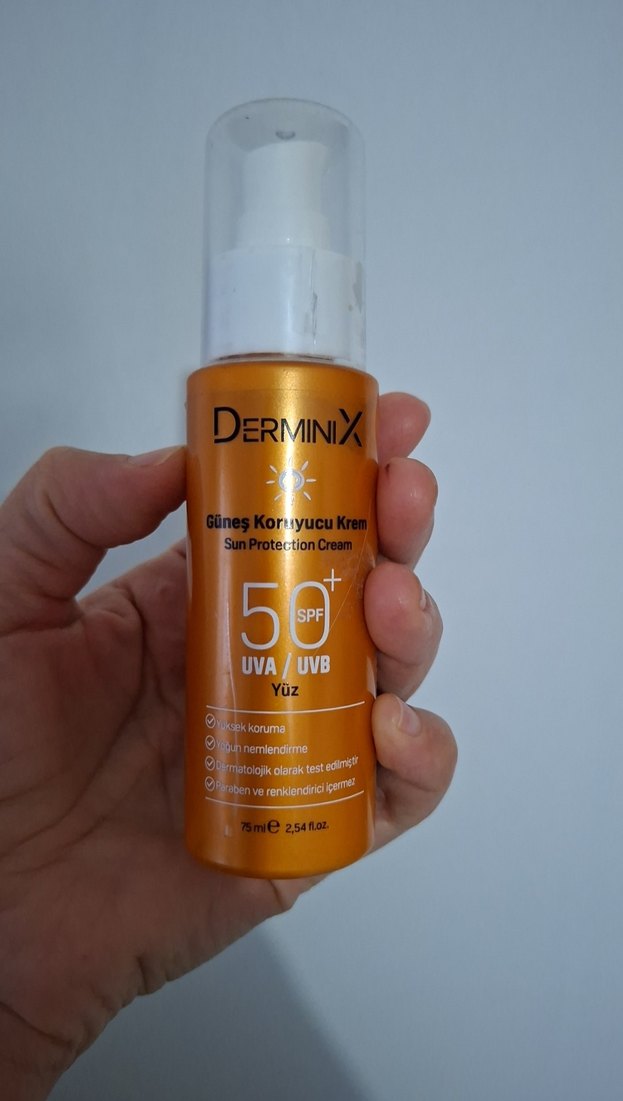 DERMINIX
Güneş Koruyucu Krem
Sun Protection Cream
50+
SPF
UVA / UVB
Yüz
Yüksek koruma
Yoğun nemlendirme
Dermatolojik olarak test edilmiştir
Paraben ve renklendirici içermez
75 ml e 2,54 fl.oz.